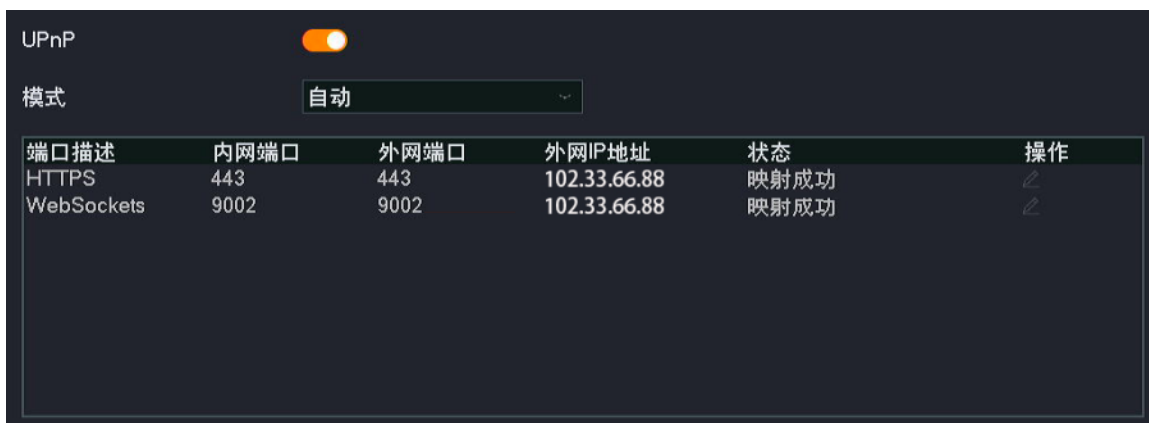 UPnP
模式 自动
端口描述 内网端口 外网端口 外网IP地址 状态 操作
HTTPS 443 443 102.33.66.88 映射成功
WebSockets 9002 9002 102.33.66.88 映射成功